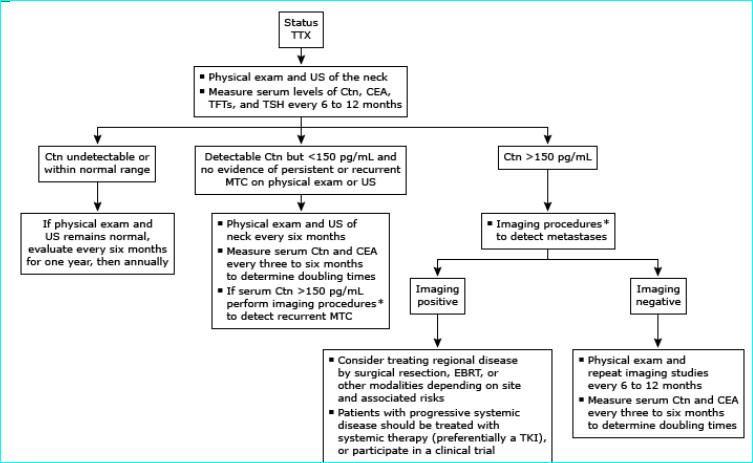 Status
TTX
▪ Physical exam and US of the neck
▪ Measure serum levels of Ctn, CEA,
TFTs, and TSH every 6 to 12 months
Ctn undetectable or
within normal range
Detectable Ctn but <150 pg/mL and
no evidence of persistent or recurrent
MTC on physical exam or US
Ctn >150 pg/mL
If physical exam and
US remains normal,
evaluate every six months
for one year, then annually
▪ Physical exam and US of
neck every six months
▪ Measure serum Ctn and CEA
every three to six months
to determine doubling times
▪ If serum Ctn >150 pg/mL
perform imaging procedures*
to detect recurrent MTC
▪ Imaging procedures*
to detect metastases
Imaging
positive
Imaging
negative
▪ Consider treating regional disease
by surgical resection, EBRT, or
other modalities depending on site
and associated risks
▪ Patients with progressive systemic
disease should be treated with
systemic therapy (preferentially a TKI),
or participate in a clinical trial
▪ Physical exam and
repeat imaging studies
every 6 to 12 months
▪ Measure serum Ctn and CEA
every three to six months
to determine doubling times